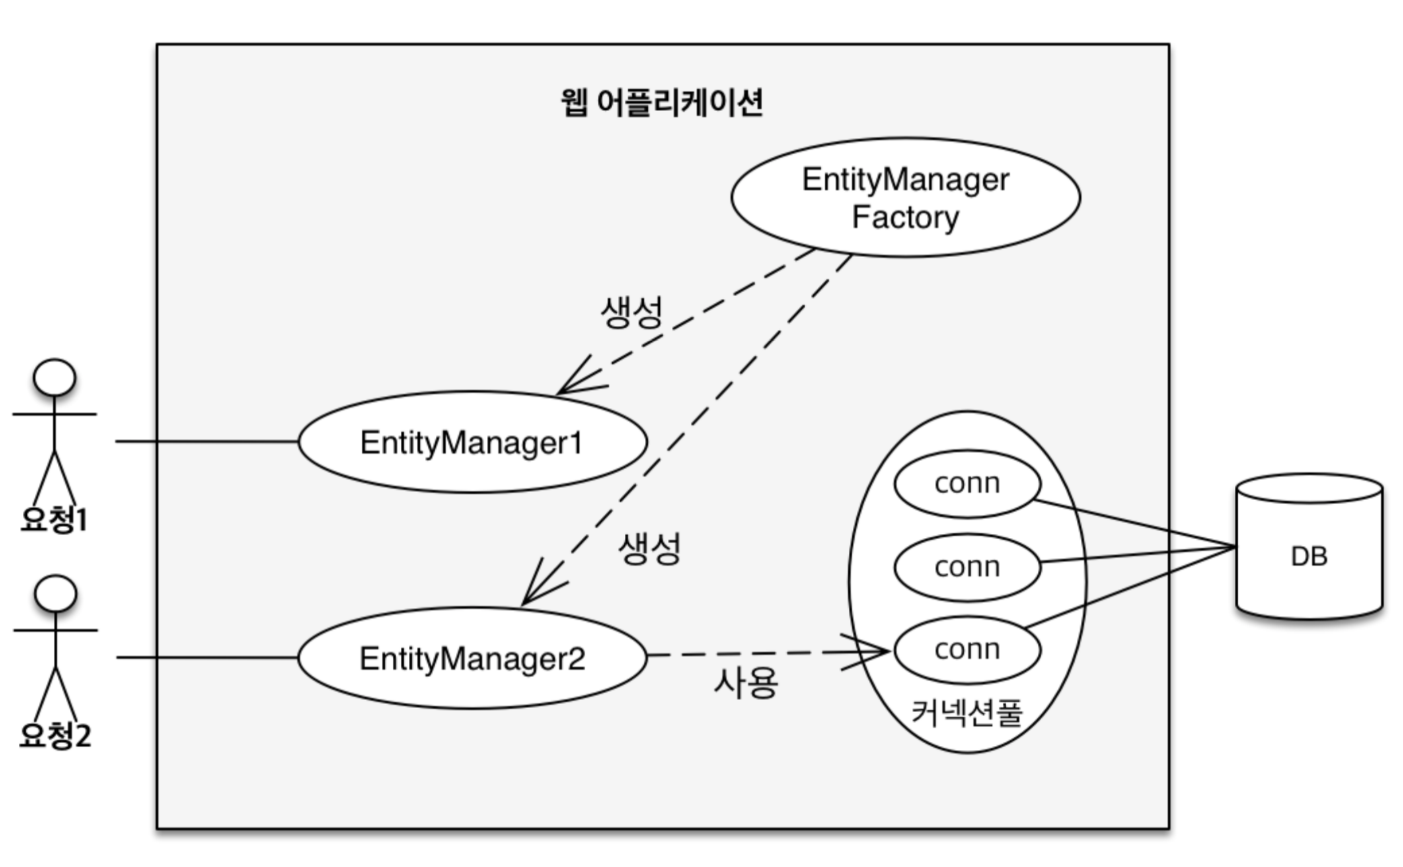 웹 어플리케이션
EntityManager
Factory
생성
EntityManager1
요청1
conn
conn
conn
커넥션풀
DB
생성
EntityManager2
사용
요청2